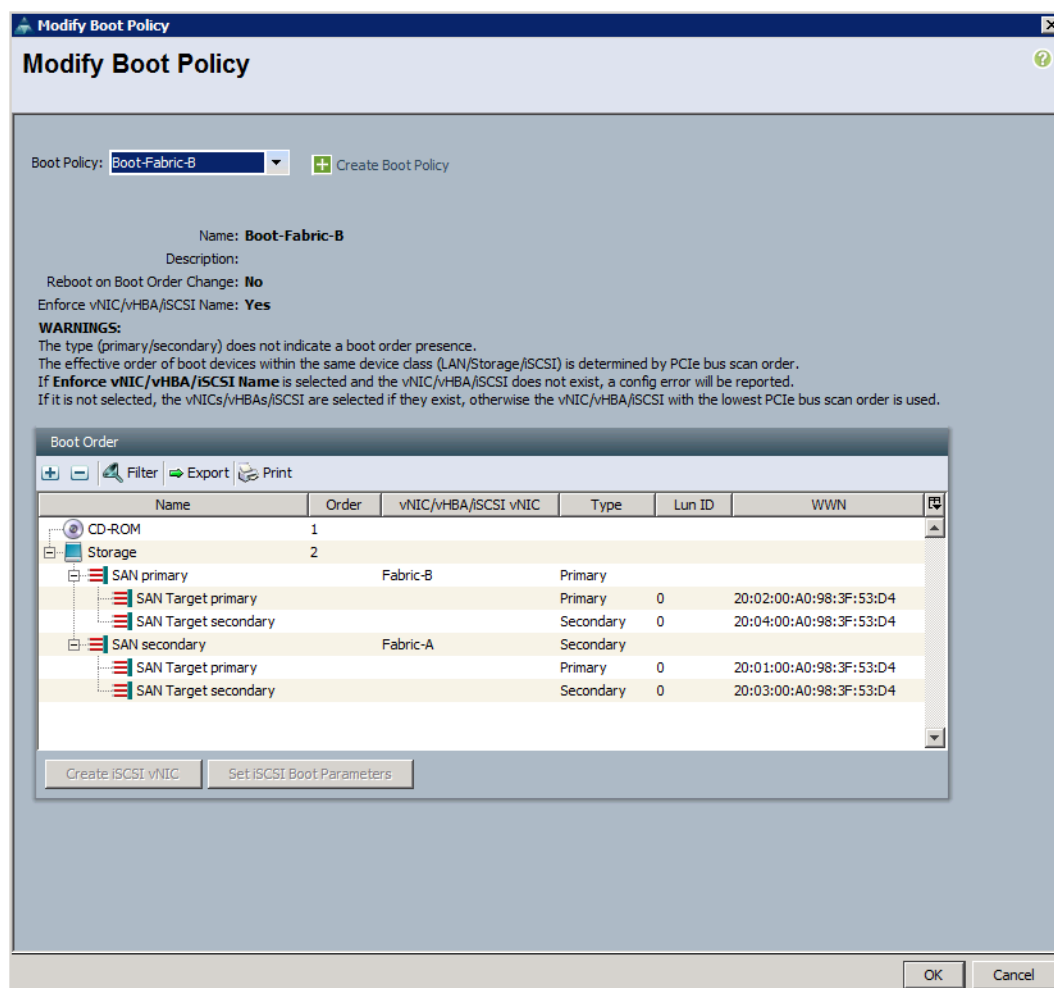 Modify Boot Policy
Modify Boot Policy
Boot Policy: Boot-Fabric-B Create Boot Policy
Name: Boot-Fabric-B
Description:
Reboot on Boot Order Change: No
Enforce vNIC/vHBA/iSCSI Name: Yes
WARNINGS:
The type (primary/secondary) does not indicate a boot order presence.
The effective order of boot devices within the same device class (LAN/Storage/iSCSI) is determined by PCIe bus scan order.
If Enforce vNIC/vHBA/iSCSI Name is selected and the vNIC/vHBA/iSCSI does not exist, a config error will be reported.
If it is not selected, the vNICs/vHBAs/iSCSI are selected if they exist, otherwise the vNIC/vHBA/iSCSI with the lowest PCIe bus scan order is used.
Boot Order
Filter Export Print
Name Order vNIC/vHBA/iSCSI vNIC Type Lun ID WWN
CD-ROM 1
Storage 2
SAN primary Fabric-B Primary
SAN Target primary Primary 0 20:02:00:A0:98:3F:53:D4
SAN Target secondary Secondary 0 20:04:00:A0:98:3F:53:D4
SAN secondary Fabric-A Secondary
SAN Target primary Primary 0 20:01:00:A0:98:3F:53:D4
SAN Target secondary Secondary 0 20:03:00:A0:98:3F:53:D4
Create iSCSI vNIC Set iSCSI Boot Parameters
OK Cancel